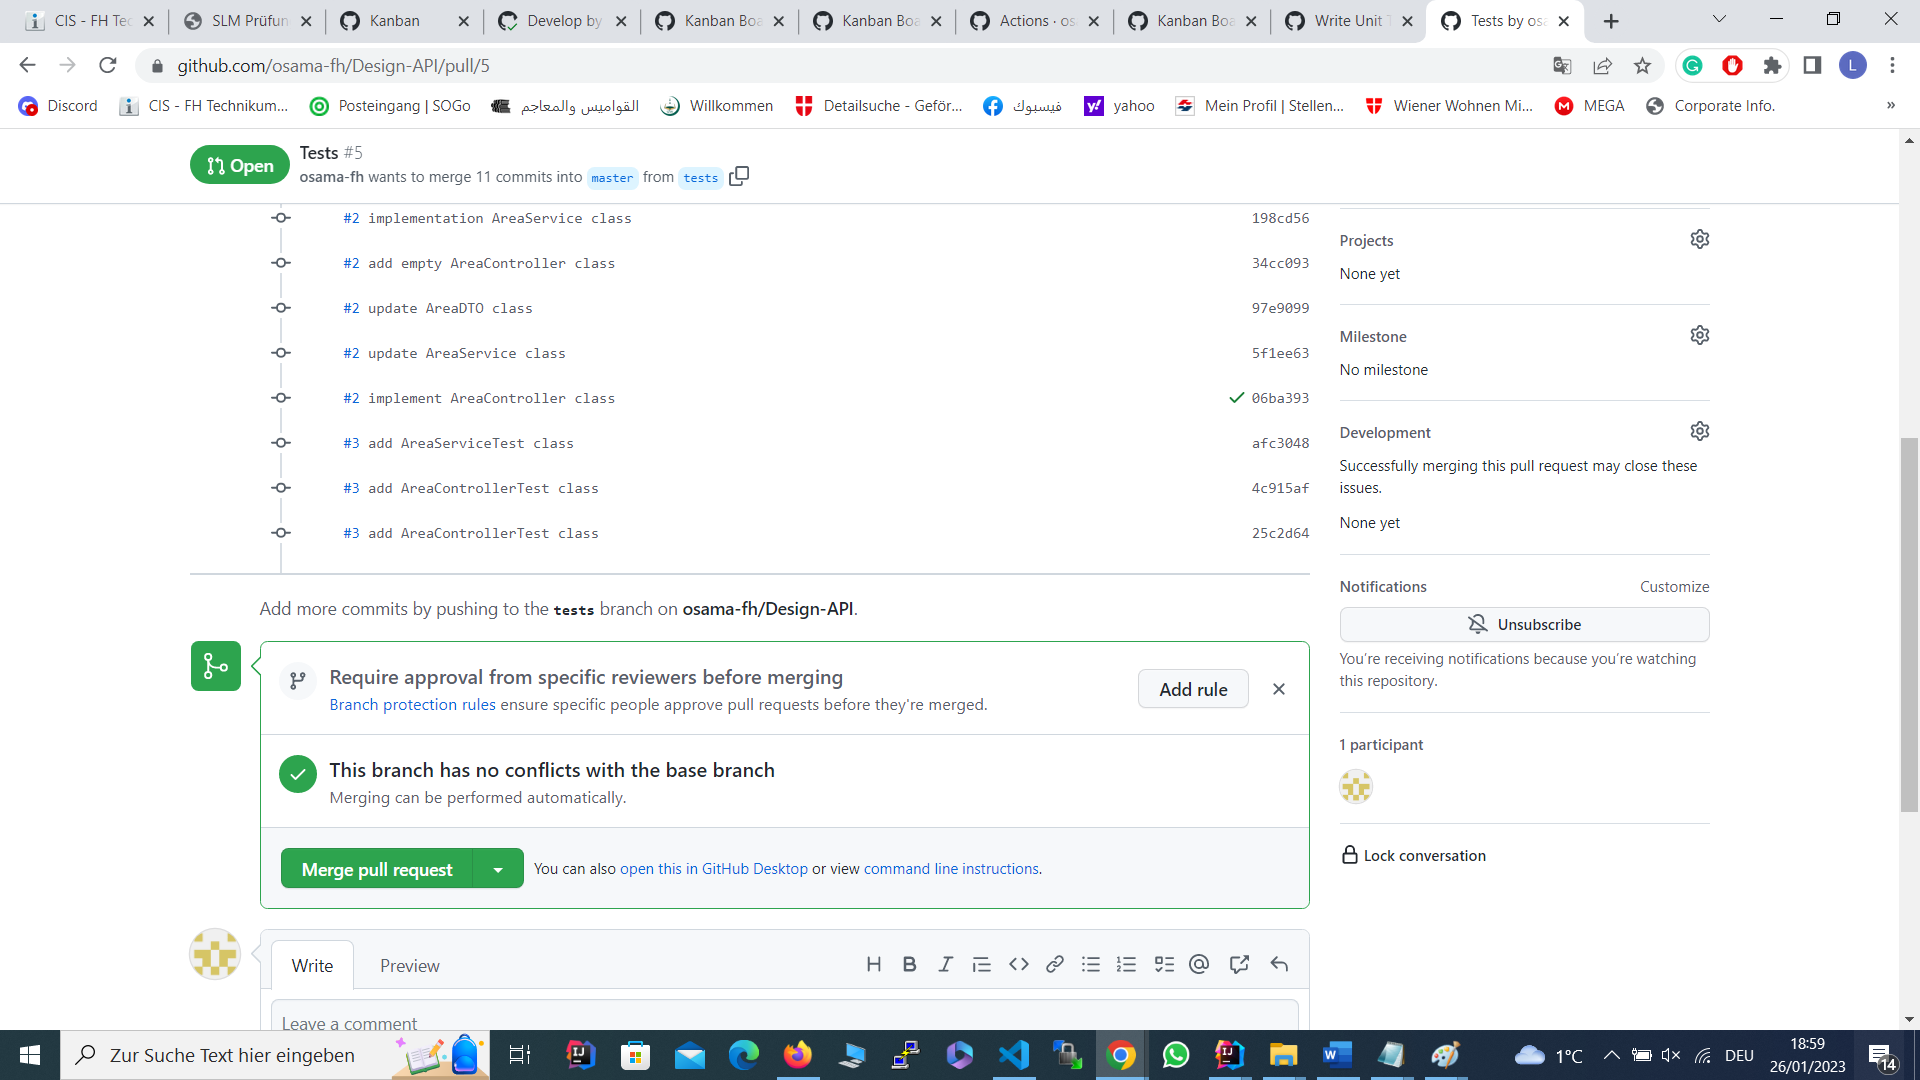 CIS - FH Tec
SLM Prüfun
Kanban
Develop by
Kanban Boa
Kanban Boa
Actions · os
Kanban Boa
Write Unit T
Tests by osa
github.com/osama-fh/Design-API/pull/5
L
Discord
CIS - FH Technikum...
Posteingang | SOGo
القواميس والمعاجم
Willkommen
Detailsuche - Geför...
فيسبوك
yahoo
Mein Profil | Stellen...
Wiener Wohnen Mi...
MEGA
Corporate Info.
»
Open
Tests #5
osama-fh wants to merge 11 commits into master from tests
#2 implementation AreaService class 198cd56
#2 add empty AreaController class 34cc093
#2 update AreaDTO class 97e9099
#2 update AreaService class 5f1ee63
#2 implement AreaController class 06ba393
#3 add AreaServiceTest class afc3048
#3 add AreaControllerTest class 4c915af
#3 add AreaControllerTest class 25c2d64
Add more commits by pushing to the tests branch on osama-fh/Design-API.
Require approval from specific reviewers before merging
Branch protection rules ensure specific people approve pull requests before they're merged.
Add rule
This branch has no conflicts with the base branch
Merging can be performed automatically.
Merge pull request
You can also open this in GitHub Desktop or view command line instructions.
Write
Preview
Leave a comment
Projects
None yet
Milestone
No milestone
Development
Successfully merging this pull request may close these
issues.
None yet
Notifications
Customize
Unsubscribe
You're receiving notifications because you're watching
this repository.
1 participant
Lock conversation
Zur Suche Text hier eingeben
1°C
DEU
18:59
26/01/2023
14